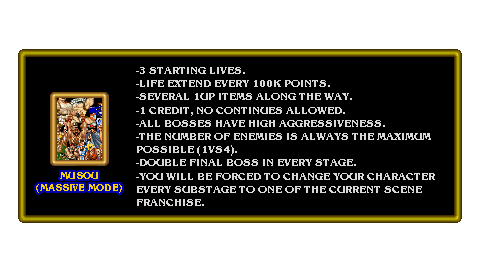 -3 STARTING LIVES.
-LIFE EXTEND EVERY 100K POINTS.
-SEVERAL 1UP ITEMS ALONG THE WAY.
-1 CREDIT, NO CONTINUES ALLOWED.
-ALL BOSSES HAVE HIGH AGGRESSIVENESS.
-THE NUMBER OF ENEMIES IS ALWAYS THE MAXIMUM
POSSIBLE (1VS4).
-DOUBLE FINAL BOSS IN EVERY STAGE.
-YOU WILL BE FORCED TO CHANGE YOUR CHARACTER
EVERY SUBSTAGE TO ONE OF THE CURRENT SCENE
FRANCHISE.
MUSOU
(MASSIVE MODE)